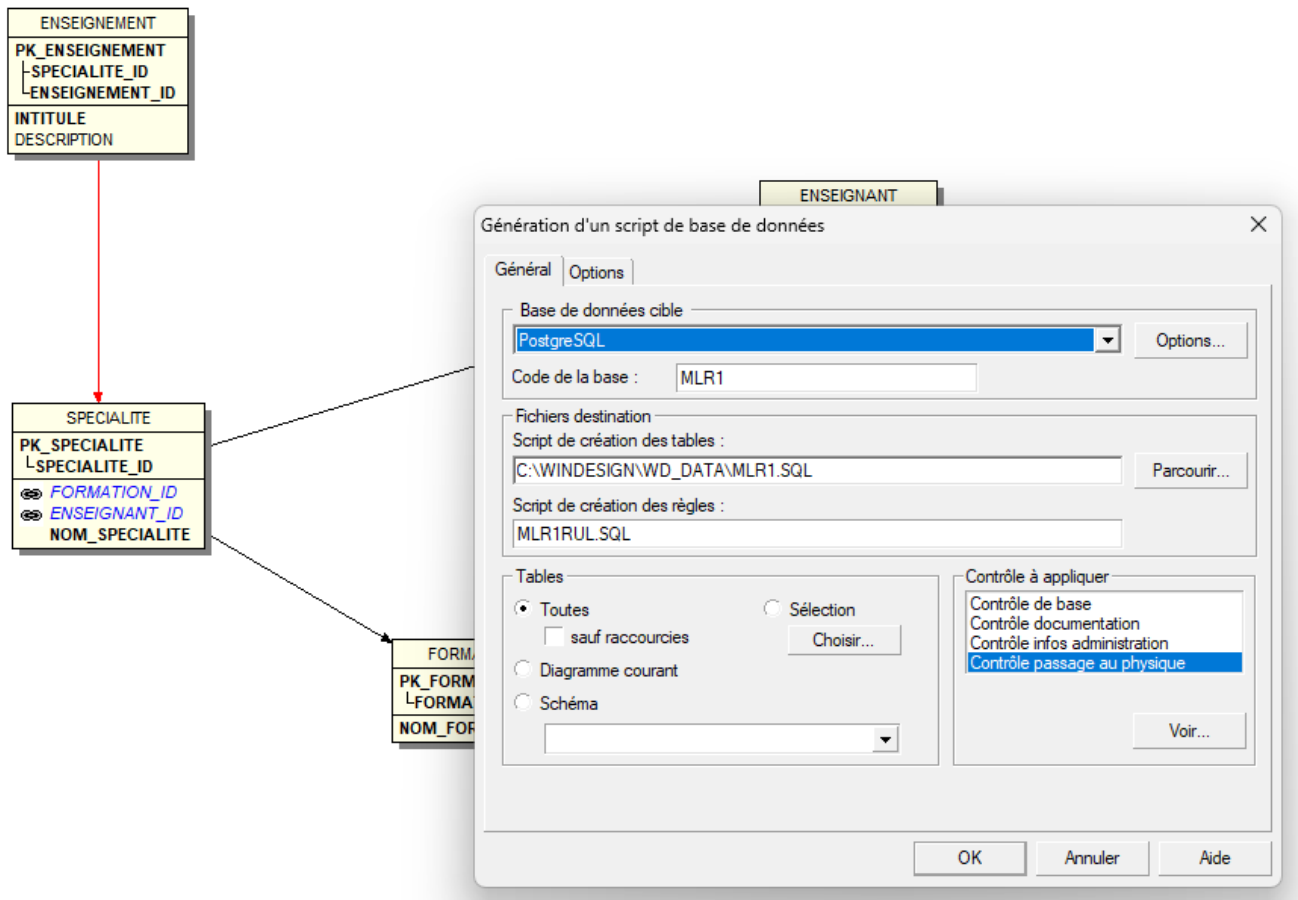 ENSEIGNEMENT
PK_ENSEIGNEMENT
SPECIALITE_ID
ENSEIGNEMENT_ID
INTITULE
DESCRIPTION
SPECIALITE
PK_SPECIALITE
SPECIALITE_ID
FORMATION_ID
ENSEIGNANT_ID
NOM_SPECIALITE
FORMA
PK_FORM
FORMA
NOM_FOR
ENSEIGNANT
Génération d'un script de base de données
Général Options
Base de données cible
PostgreSQL Options...
Code de la base : MLR1
Fichiers destination
Script de création des tables :
C:\WINDESIGN\WD_DATA\MLR1.SQL Parcourir...
Script de création des règles :
MLR1RUL.SQL
Tables
Toutes Sélection
sauf raccourcies Choisir...
Diagramme courant
Schéma
Contrôle à appliquer
Contrôle de base
Contrôle documentation
Contrôle infos administration
Contrôle passage au physique
Voir...
OK Annuler Aide